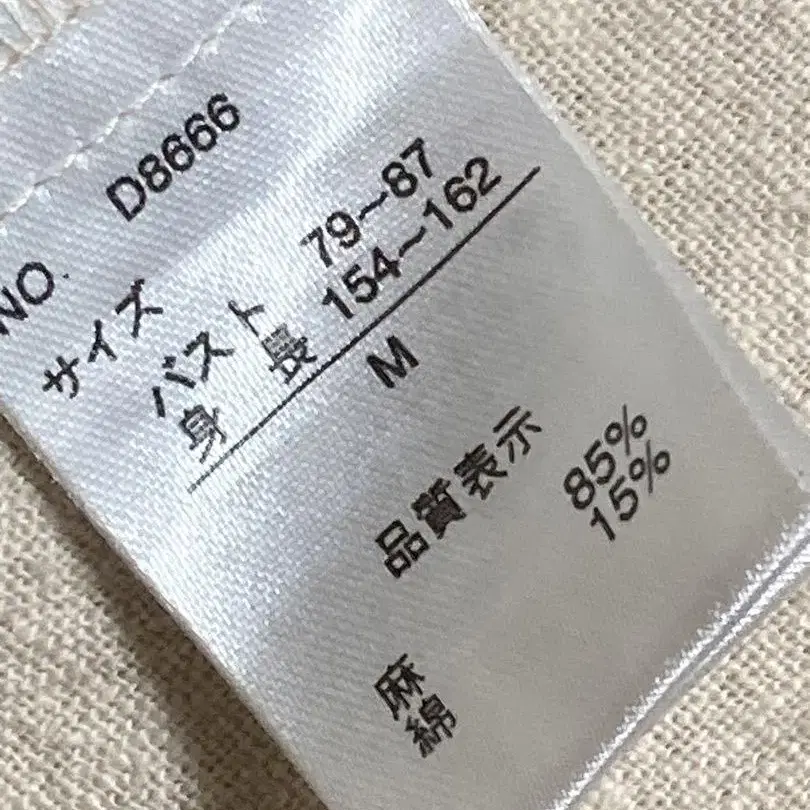 NO. D8666
サイズ
バスト 79~87
身長 154~162
M
品質表示
麻 85%
綿 15%